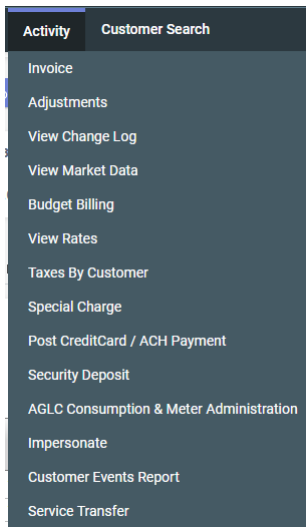 Activity Customer Search
Invoice
Adjustments
View Change Log
View Market Data
Budget Billing
View Rates
Taxes By Customer
Special Charge
Post CreditCard / ACH Payment
Security Deposit
AGLC Consumption & Meter Administration
Impersonate
Customer Events Report
Service Transfer